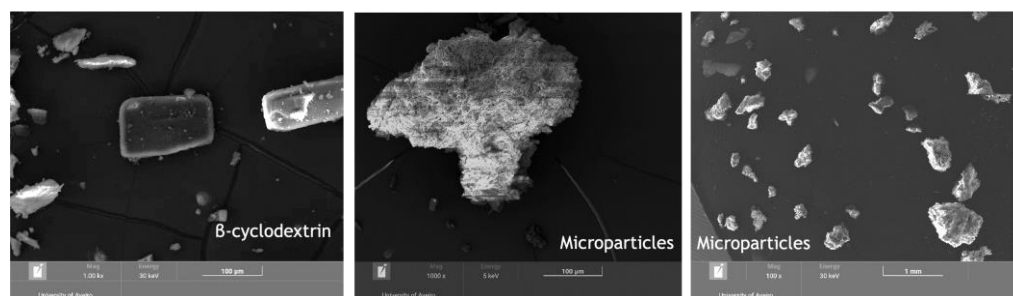 ß-cyclodextrin
Mag
1.00 kx
Energy
30 keV
100 µm
University of Aveiro
Microparticles
Mag
1000 x
Energy
5 keV
100 µm
University of Aveiro
Microparticles
Mag
100 x
Energy
30 keV
1 mm
University of Aveiro